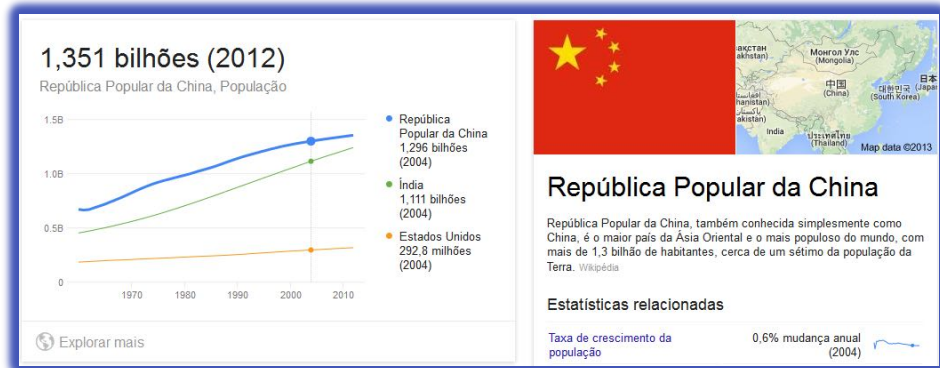 1,351 bilhões (2012)
República Popular da China, População
1.5B
1.0B
0.5B
0
1970
1980
1990
2000
2010
República
Popular da China
1,296 bilhões
(2004)
Índia
1,111 bilhões
(2004)
Estados Unidos
292,8 milhões
(2004)
Explorar mais
Монгол Улс
(Mongolia)
中国
(China)
대한민국
(South Korea)
日本
India
(Thailand)
Map data ©2013
República Popular da China
República Popular da China, também conhecida simplesmente como
China, é o maior país da Ásia Oriental e o mais populoso do mundo, com
mais de 1,3 bilhão de habitantes, cerca de um sétimo da população da
Terra. Wikipédia
Estatísticas relacionadas
Taxa de crescimento da
população
0,6% mudança anual
(2004)